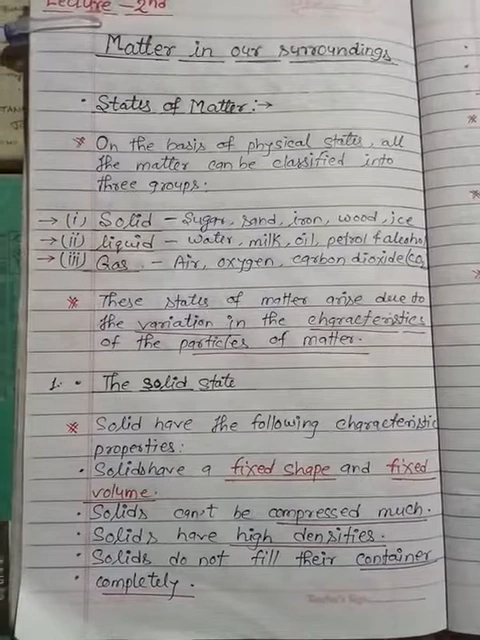 Lecture - 2nd
Matter in our surroundings
• States of Matter:→
* On the basis of physical states, all
the matter can be classified into
three groups:
→ (i) Solid - Sugar, sand, iron, wood, ice
→ (ii) liquid - water, milk, oil, petrol & alcohol
→ (iii) Gas - Air, oxygen, carbon dioxide (CO2
* These states of matter arise due to
the variation in the characteristics
of the particles of matter.
1. • The solid state
* Solid have the following characteristic
properties:
• Solids have a fixed shape and fixed
volume.
• Solids can't be compressed much.
• Solids have high densities.
• Solids do not fill their container
• completely.